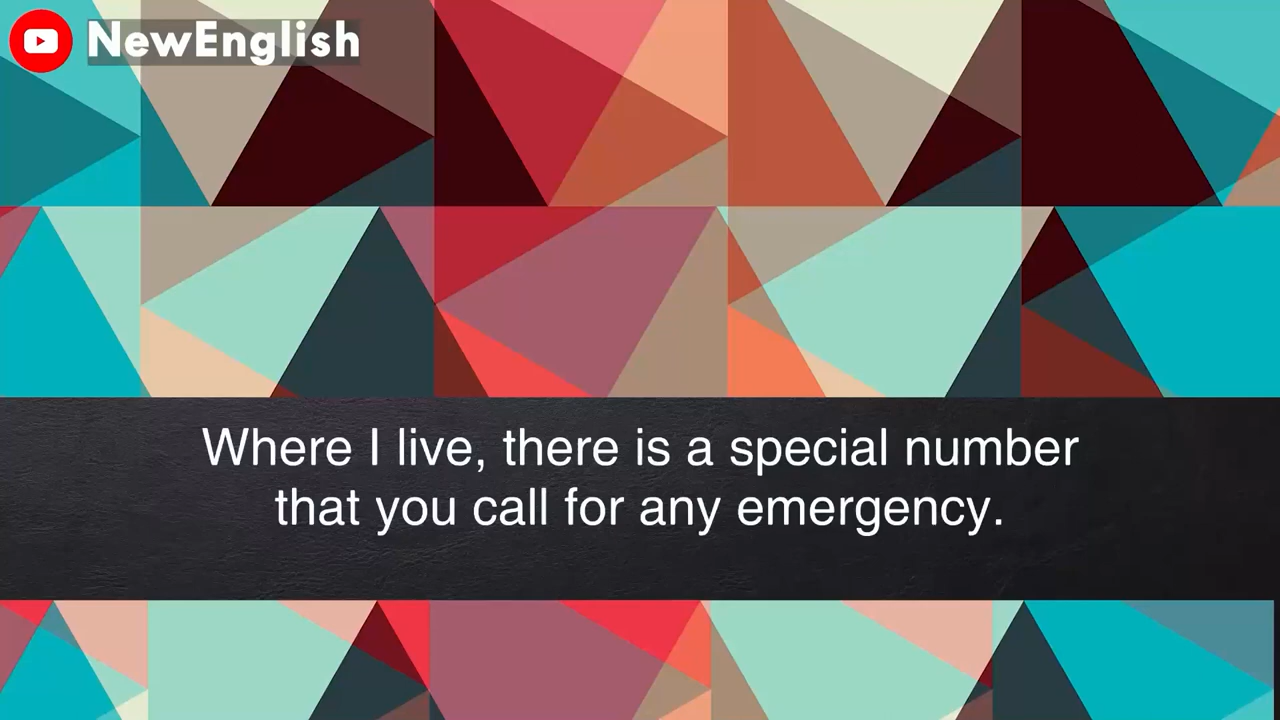 NewEnglish
Where I live, there is a special number
that you call for any emergency.